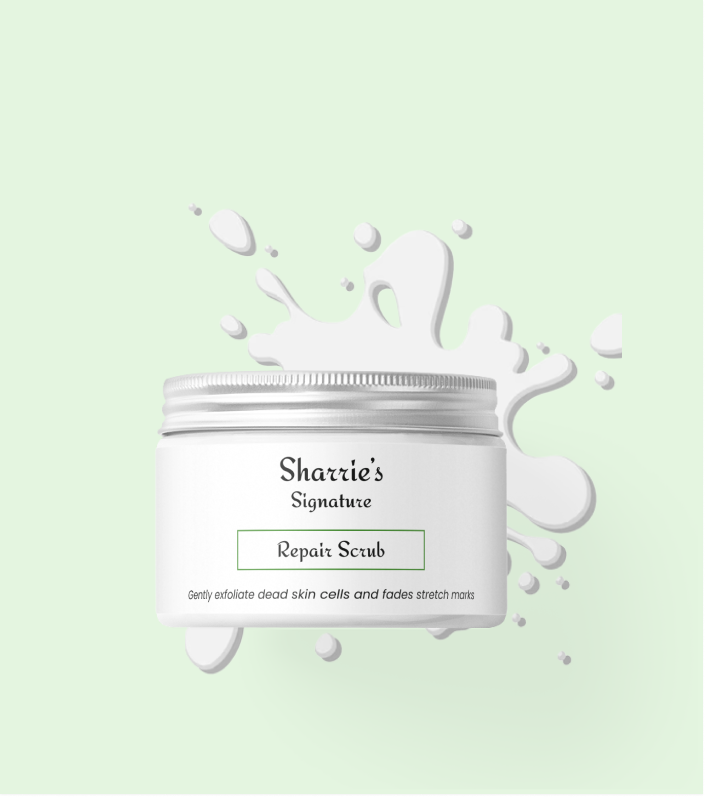 Sharrie's
Signature
Repair Scrub
Gently exfoliate dead skin cells and fades stretch marks